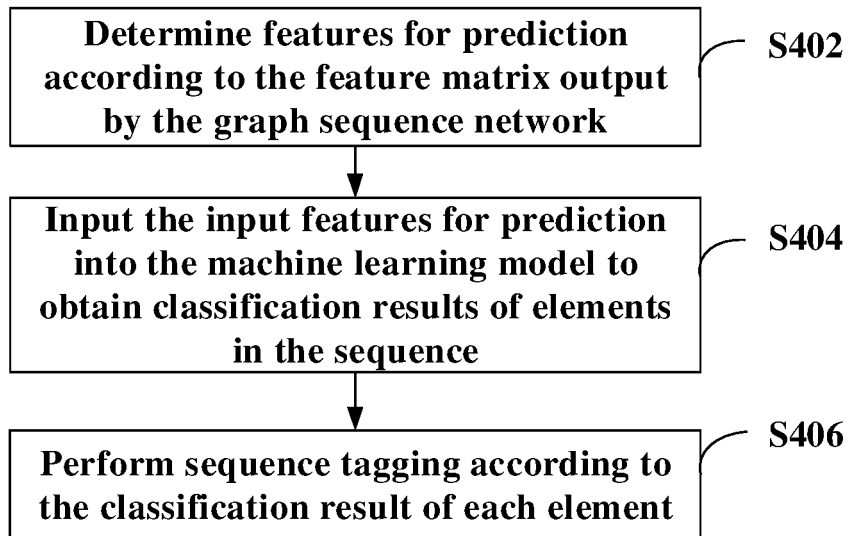 Determine features for prediction
according to the feature matrix output
by the graph sequence network
S402
Input the input features for prediction
into the machine learning model to
obtain classification results of elements
in the sequence
S404
Perform sequence tagging according to
the classification result of each element
S406